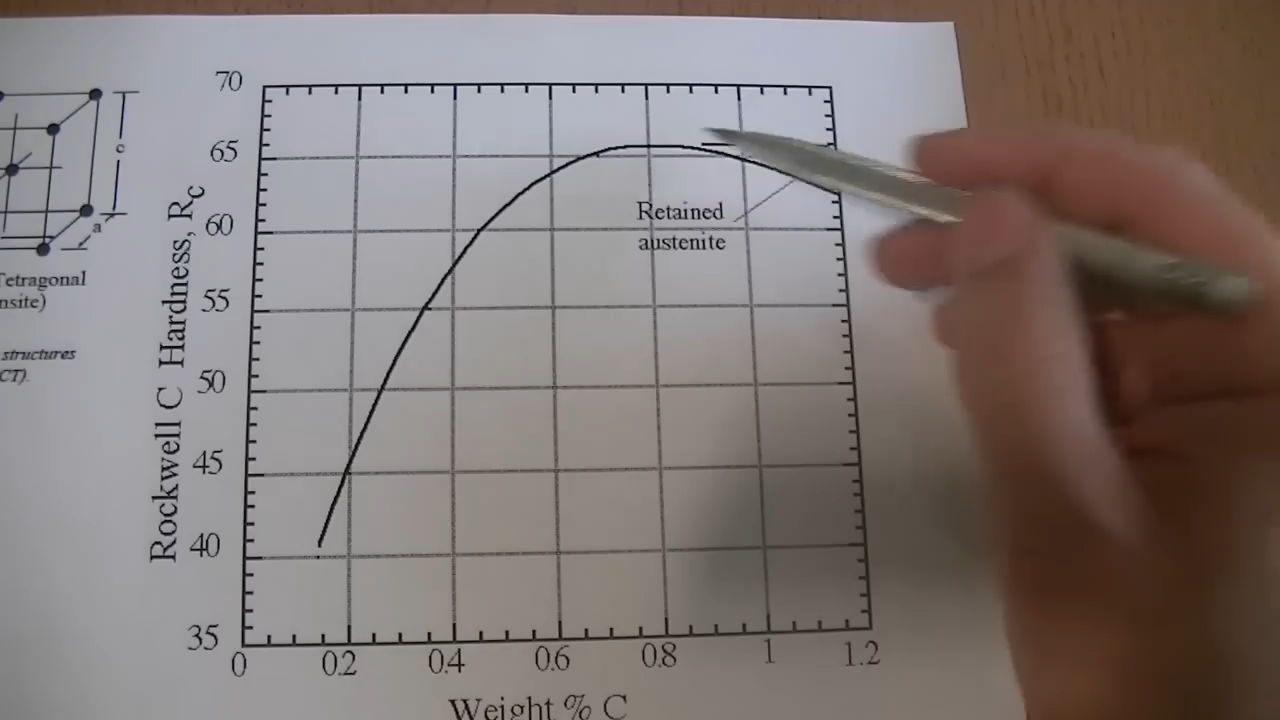 c
a
Tetragonal
nsite)
structures
CT).
Rockwell C Hardness, Rc
70
65
60
55
50
45
40
35
Retained
austenite
0 0.2 0.4 0.6 0.8 1 1.2
Weight % C